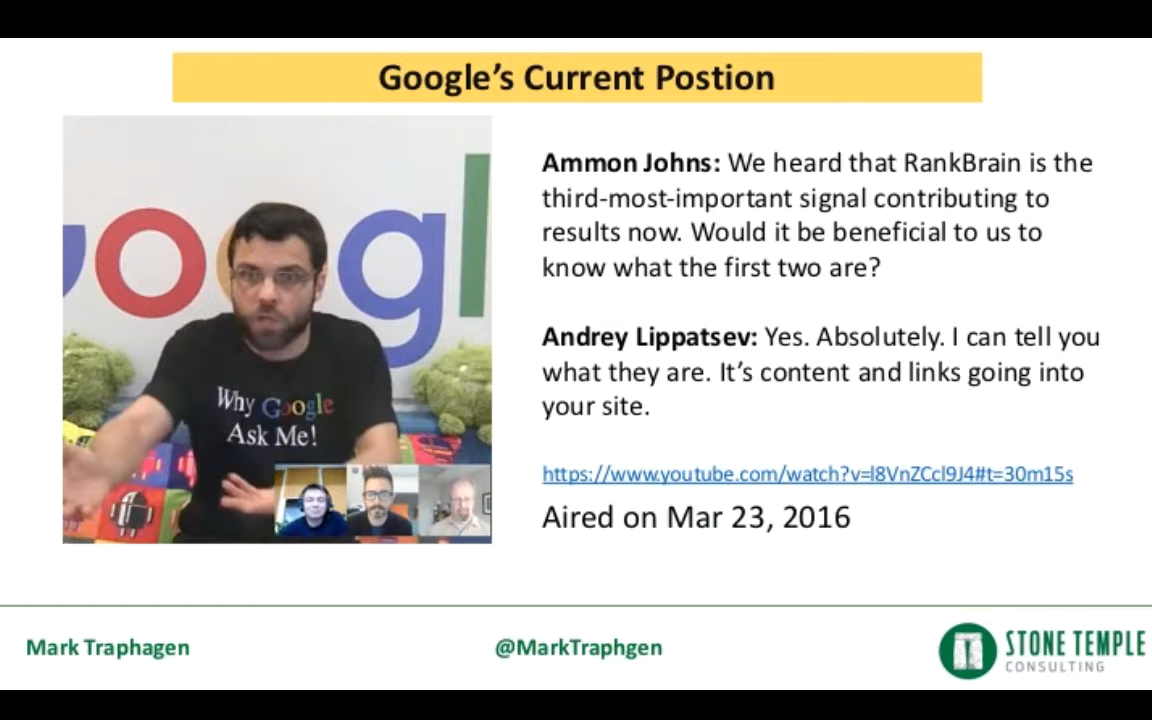 Google’s Current Postion
Google
Why Google
Ask Me!
Ammon Johns: We heard that RankBrain is the
third-most-important signal contributing to
results now. Would it be beneficial to us to
know what the first two are?
Andrey Lippatsev: Yes. Absolutely. I can tell you
what they are. It’s content and links going into
your site.
https://www.youtube.com/watch?v=l8VnZCcl9J4#t=30m15s
Aired on Mar 23, 2016
Mark Traphagen
@MarkTraphgen
STONE TEMPLE
CONSULTING